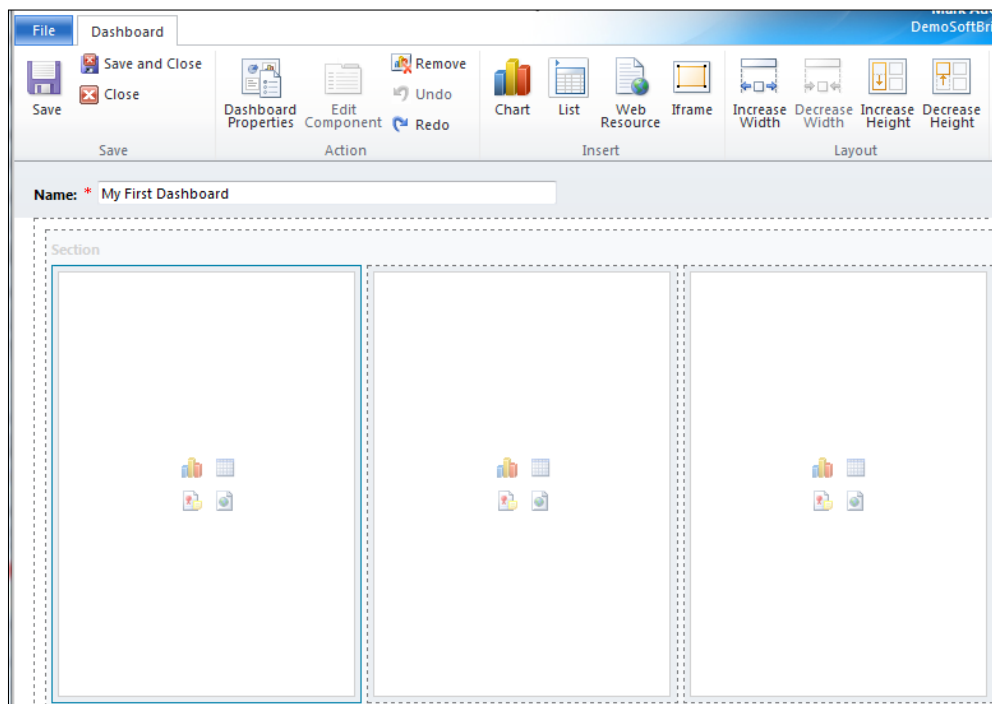 File
Dashboard
DemoSoftBri
Save
Save and Close
Close
Save
Dashboard
Properties
Edit
Component
Remove
Undo
Redo
Action
Chart
List
Web
Resource
Iframe
Insert
Increase
Width
Decrease
Width
Increase
Height
Decrease
Height
Layout
Name: * My First Dashboard
Section